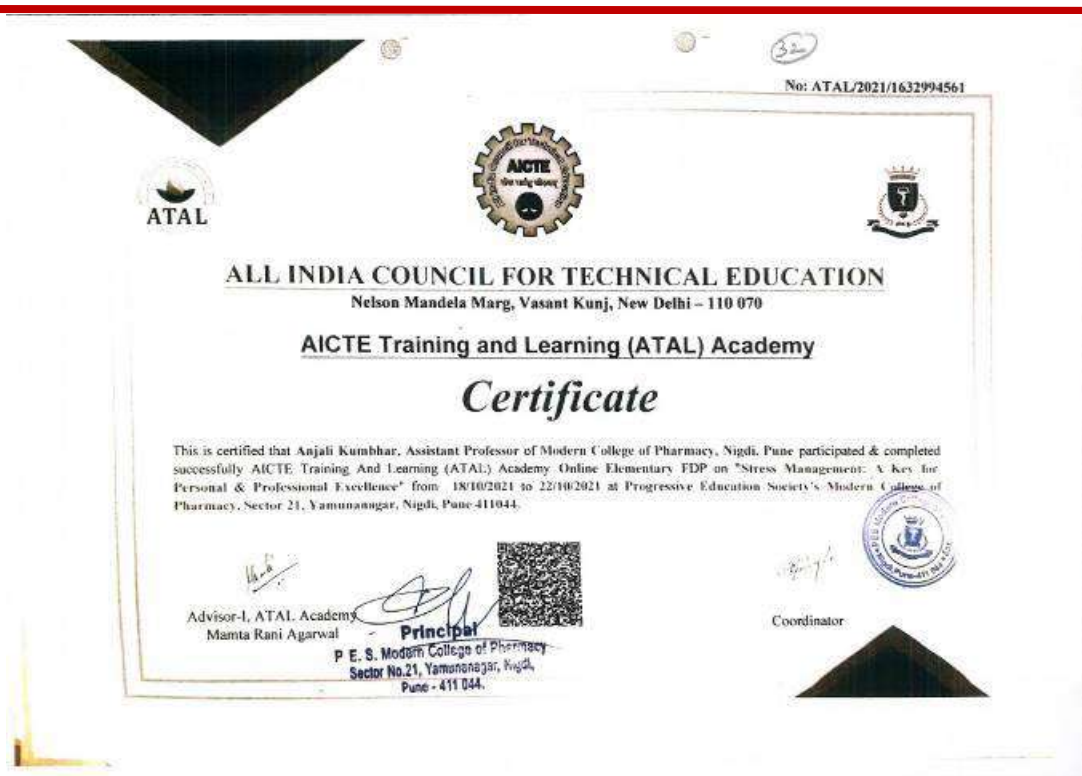 32
No: ATAL/2021/1632994561
AICTE
ATAL
ALL INDIA COUNCIL FOR TECHNICAL EDUCATION
Nelson Mandela Marg, Vasant Kunj, New Delhi – 110 070
AICTE Training and Learning (ATAL) Academy
Certificate
This is certified that Anjali Kumbhar, Assistant Professor of Modern College of Pharmacy, Nigdi, Pune participated & completed
successfully AICTE Training And Learning (ATAL) Academy Online Elementary FDP on "Stress Management: A Key for
Personal & Professional Excellence" from 18/10/2021 to 22/10/2021 at Progressive Education Society's Modern College of
Pharmacy, Sector 21, Yamunanagar, Nigdi, Pune-411044.
Advisor-I, ATAL Academy
Mamta Rani Agarwal
Coordinator
Principal
P. E. S. Modern College of Pharmacy
Sector No.21, Yamunanagar, Nigdi,
Pune - 411 044.